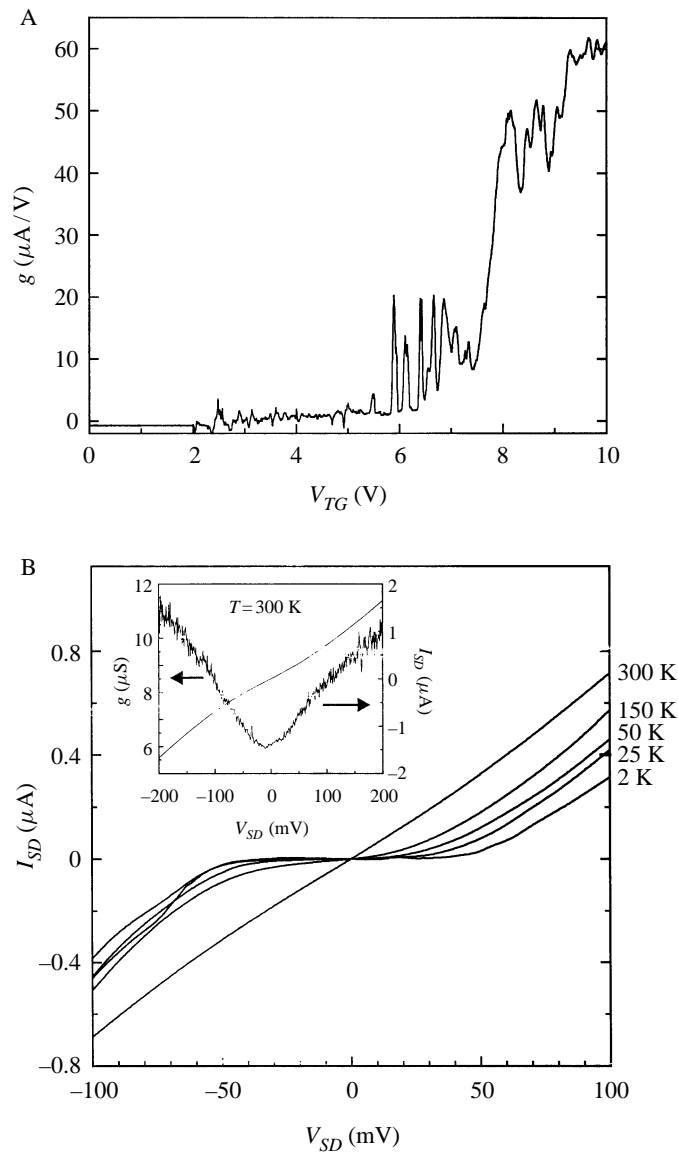 A
60
50
40
30
20
10
0
g (μA/V)
0 2 4 6 8 10
V_TG (V)
B
12
10
8
6
g (μS)
T = 300 K
2
1
0
−1
−2
I_SD (μA)
−200 −100 0 100 200
V_SD (mV)
0.8
0.4
0
−0.4
−0.8
I_SD (μA)
300 K
150 K
50 K
25 K
2 K
−100 −50 0 50 100
V_SD (mV)